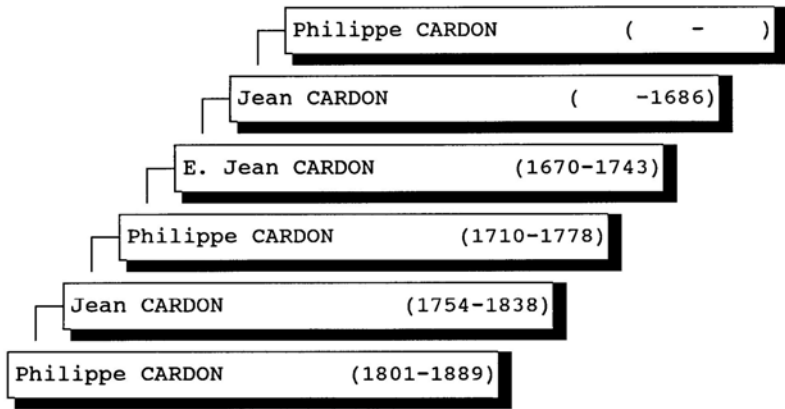 Philippe CARDON ( - )
Jean CARDON ( -1686)
E. Jean CARDON (1670-1743)
Philippe CARDON (1710-1778)
Jean CARDON (1754-1838)
Philippe CARDON (1801-1889)